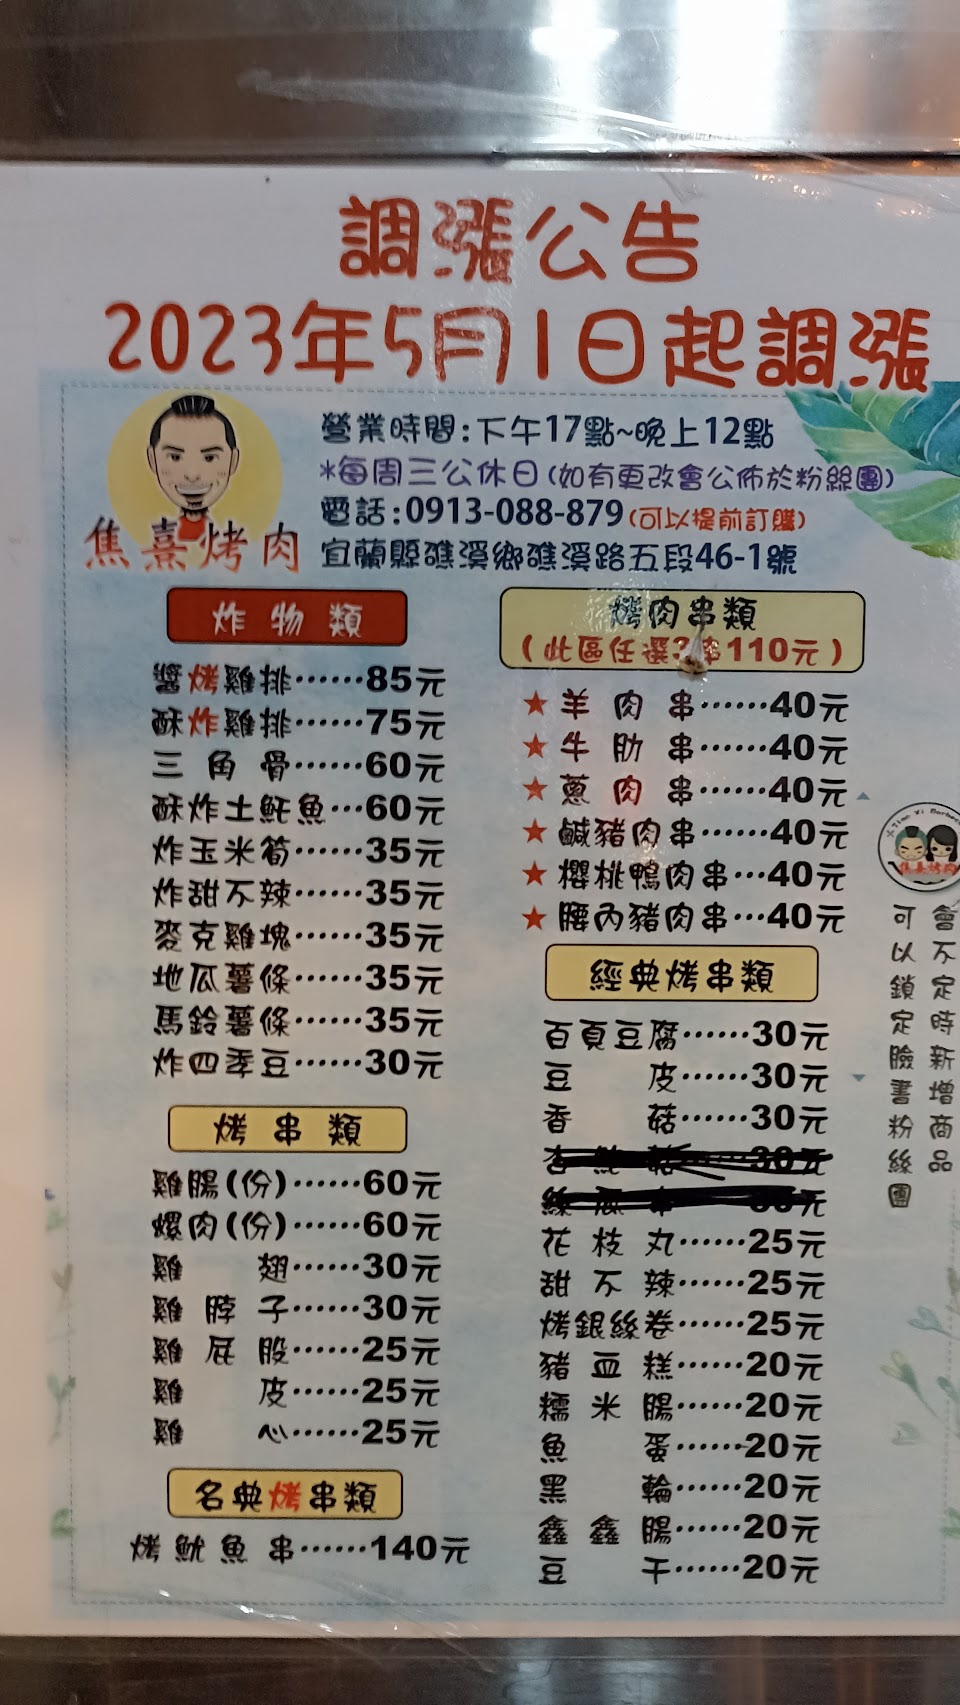 調漲公告
2023年5月1日起調漲
營業時間:下午17點~晚上12點
*每周三公休日(如有更改會公佈於粉絲團)
電話:0913-088-879(可以提前訂購)
宜蘭縣礁溪鄉礁溪路五段46-1號
焦熹烤肉
炸物類
醬烤雞排……85元
酥炸雞排……75元
三角骨……60元
酥炸土魠魚…60元
炸玉米筍……35元
炸甜不辣……35元
麥克雞塊……35元
地瓜薯條……35元
馬鈴薯條……35元
炸四季豆……30元
烤串類
雞腸(份)……60元
螺肉(份)……60元
雞翅……30元
雞脖子……30元
雞屁股……25元
雞皮……25元
雞心……25元
名典烤串類
烤魷魚串……140元
烤肉串類
(此區任選3串110元)
★羊肉串……40元
★牛肋串……40元
★蔥肉串……40元
★鹹豬肉串……40元
★櫻桃鴨肉串…40元
★腰內豬肉串…40元
經典烤串類
百頁豆腐……30元
豆皮……30元
香菇……30元
花枝丸……25元
甜不辣……25元
烤銀絲卷……25元
豬血糕……20元
糯米腸……20元
魚蛋……20元
黑輪……20元
鑫鑫腸……20元
豆干……20元
焦熹烤肉
會不定時新增商品
可以鎖定臉書粉絲團